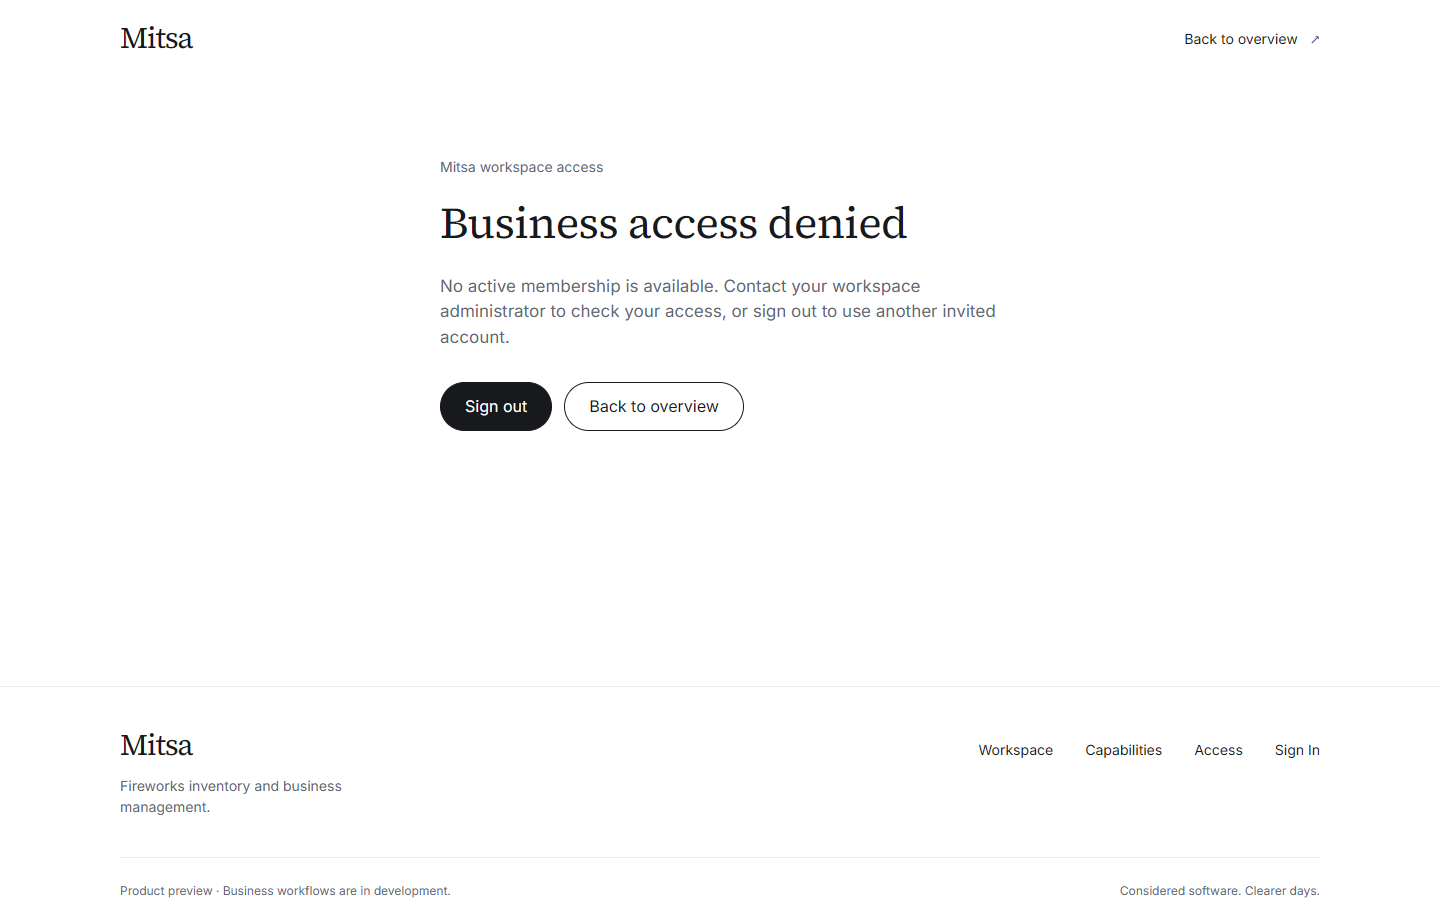 Mitsa
Back to overview ↗
Mitsa workspace access
Business access denied
No active membership is available. Contact your workspace
administrator to check your access, or sign out to use another invited
account.
Sign out
Back to overview
Mitsa
Workspace
Capabilities
Access
Sign In
Fireworks inventory and business
management.
Product preview · Business workflows are in development.
Considered software. Clearer days.